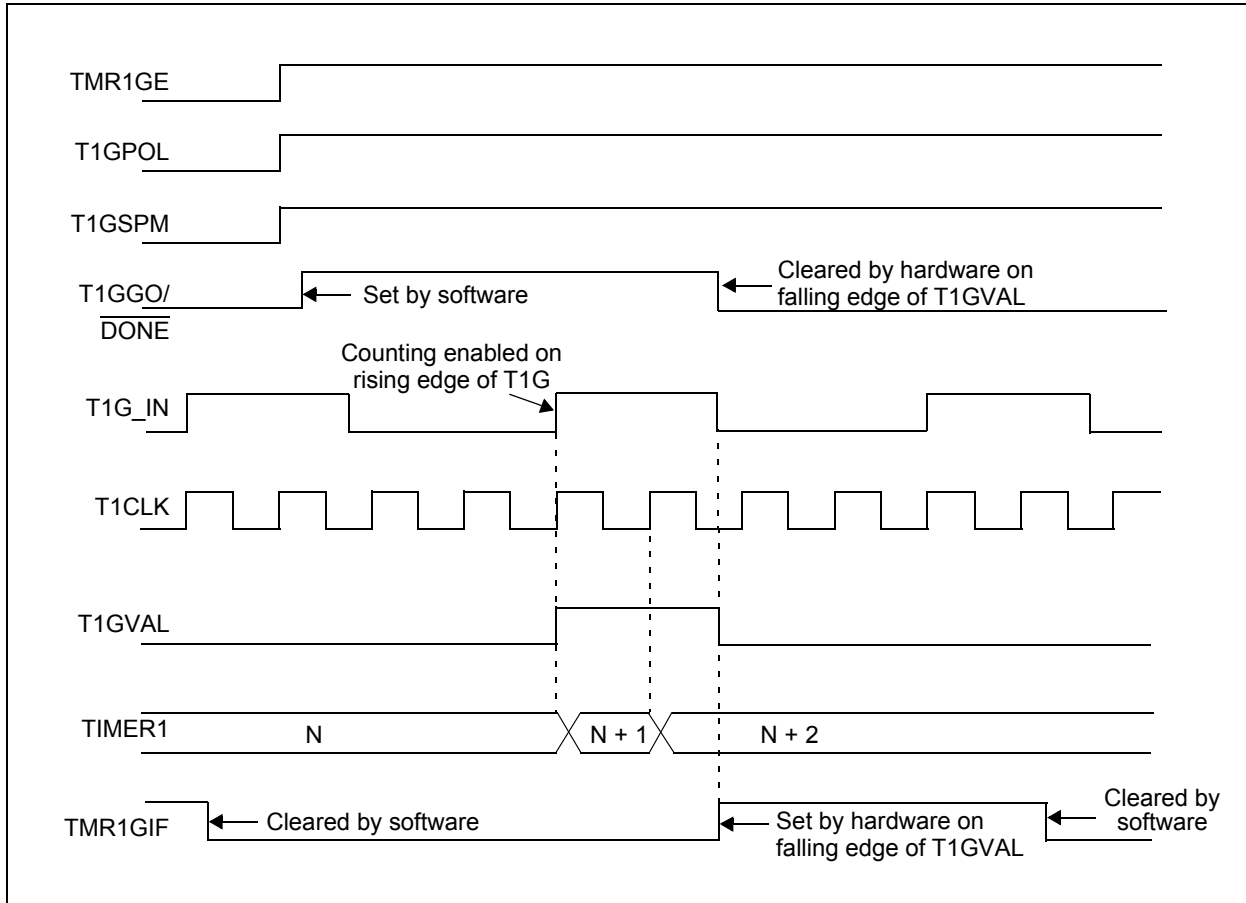 TMR1GE
T1GPOL
T1GSPM
T1GGO/
DONE
Set by software
Cleared by hardware on
falling edge of T1GVAL
Counting enabled on
rising edge of T1G
T1G_IN
T1CLK
T1GVAL
TIMER1
N
N + 1
N + 2
TMR1GIF
Cleared by software
Set by hardware on
falling edge of T1GVAL
Cleared by
software